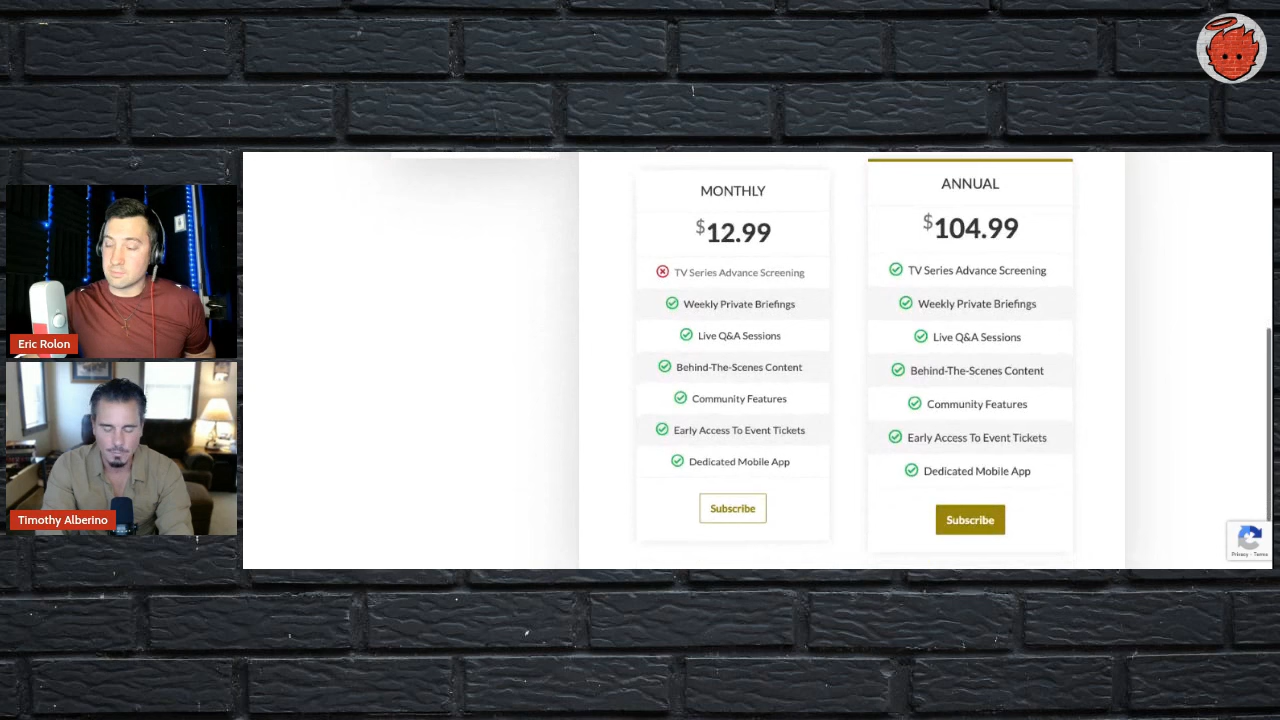 Eric Rolon
Timothy Alberino
MONTHLY
$12.99
TV Series Advance Screening
Weekly Private Briefings
Live Q&A Sessions
Behind-The-Scenes Content
Community Features
Early Access To Event Tickets
Dedicated Mobile App
Subscribe
ANNUAL
$104.99
TV Series Advance Screening
Weekly Private Briefings
Live Q&A Sessions
Behind-The-Scenes Content
Community Features
Early Access To Event Tickets
Dedicated Mobile App
Subscribe
Privacy - Terms